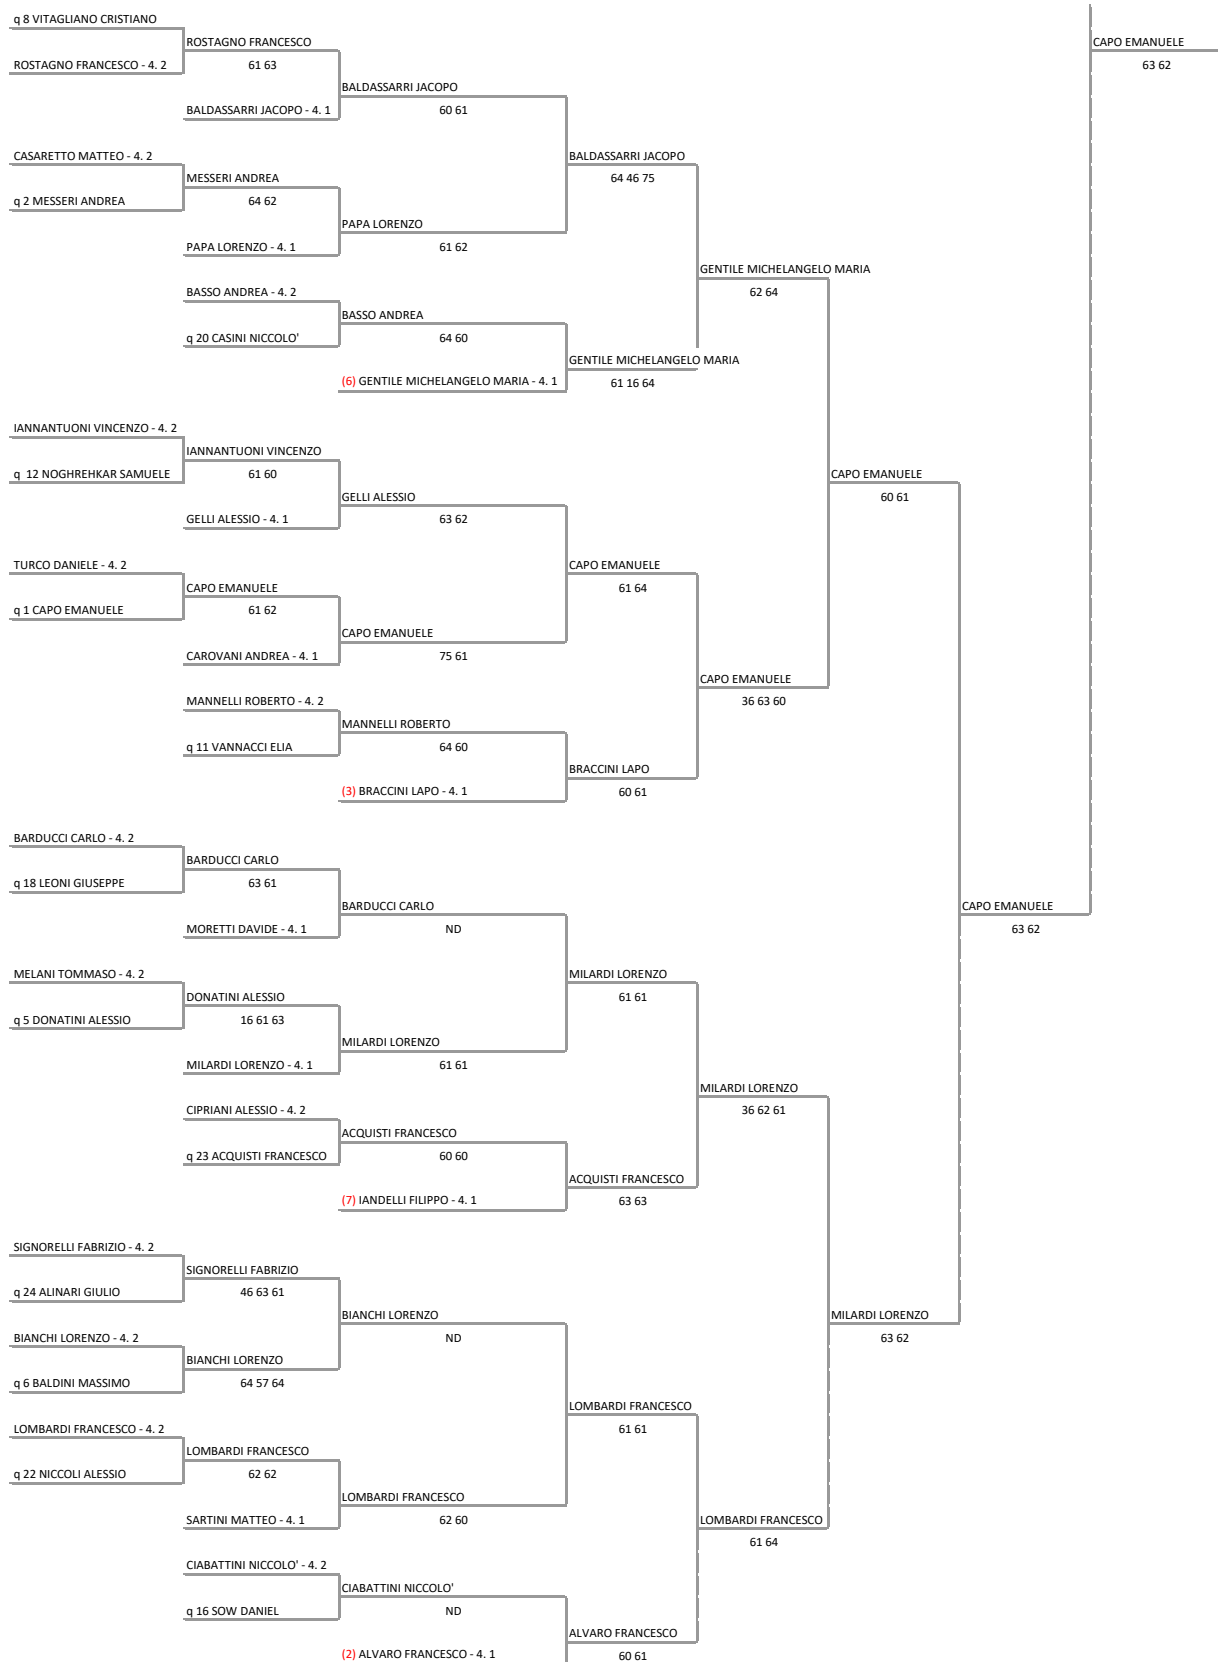 q 8 VITAGLIANO CRISTIANO
CAPO EMANUELE
ROSTAGNO FRANCESCO
ROSTAGNO FRANCESCO - 4. 2
61 63
63 62
BALDASSARRI JACOPO
BALDASSARRI JACOPO - 4. 1
60 61
CASARETTO MATTEO - 4. 2
BALDASSARRI JACOPO
MESSERI ANDREA
64 46 75
q 2 MESSERI ANDREA
64 62
PAPA LORENZO
PAPA LORENZO - 4. 1
61 62
GENTILE MICHELANGELO MARIA
BASSO ANDREA - 4. 2
62 64
BASSO ANDREA
q 20 CASINI NICCOLO'
64 60
GENTILE MICHELANGELO MARIA
(6) GENTILE MICHELANGELO MARIA - 4. 1
61 16 64
IANNANTUONI VINCENZO - 4. 2
IANNANTUONI VINCENZO
q 12 NOGHREHKAR SAMUELE
61 60
CAPO EMANUELE
GELLI ALESSIO
60 61
GELLI ALESSIO - 4. 1
63 62
TURCO DANIELE - 4. 2
CAPO EMANUELE
CAPO EMANUELE
61 64
q 1 CAPO EMANUELE
61 62
CAPO EMANUELE
CAROVANI ANDREA - 4. 1
75 61
CAPO EMANUELE
MANNELLI ROBERTO - 4. 2
36 63 60
MANNELLI ROBERTO
q 11 VANNACCI ELIA
64 60
BRACCINI LAPO
(3) BRACCINI LAPO - 4. 1
60 61
BARDUCCI CARLO - 4. 2
BARDUCCI CARLO
q 18 LEONI GIUSEPPE
63 61
BARDUCCI CARLO
CAPO EMANUELE
MORETTI DAVIDE - 4. 1
ND
63 62
MELANI TOMMASO - 4. 2
MILARDI LORENZO
DONATINI ALESSIO
61 61
q 5 DONATINI ALESSIO
16 61 63
MILARDI LORENZO
MILARDI LORENZO - 4. 1
61 61
MILARDI LORENZO
CIPRIANI ALESSIO - 4. 2
36 62 61
ACQUISTI FRANCESCO
q 23 ACQUISTI FRANCESCO
60 60
ACQUISTI FRANCESCO
(7) IANDELLI FILIPPO - 4. 1
63 63
SIGNORELLI FABRIZIO - 4. 2
SIGNORELLI FABRIZIO
q 24 ALINARI GIULIO
46 63 61
BIANCHI LORENZO
MILARDI LORENZO
BIANCHI LORENZO - 4. 2
ND
63 62
BIANCHI LORENZO
q 6 BALDINI MASSIMO
64 57 64
LOMBARDI FRANCESCO
LOMBARDI FRANCESCO - 4. 2
61 61
LOMBARDI FRANCESCO
q 22 NICCOLI ALESSIO
62 62
LOMBARDI FRANCESCO
SARTINI MATTEO - 4. 1
62 60
LOMBARDI FRANCESCO
61 64
CIABATTINI NICCOLO' - 4. 2
CIABATTINI NICCOLO'
q 16 SOW DANIEL
ND
ALVARO FRANCESCO
(2) ALVARO FRANCESCO - 4. 1
60 61